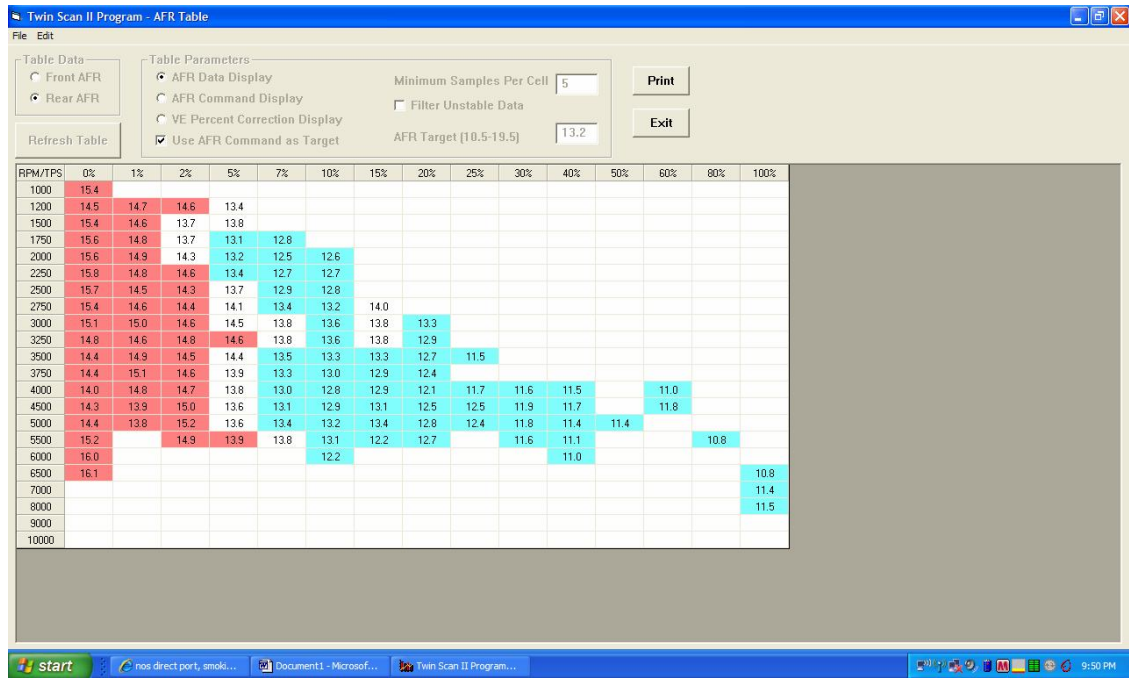 Twin Scan II Program - AFR Table
File Edit
Table Data
Front AFR
Rear AFR
Refresh Table
Table Parameters
AFR Data Display
AFR Command Display
VE Percent Correction Display
Use AFR Command as Target
Minimum Samples Per Cell 5
Filter Unstable Data
AFR Target (10.5-19.5) 13.2
Print
Exit
RPM/TPS 0% 1% 2% 5% 7% 10% 15% 20% 25% 30% 40% 50% 60% 80% 100%
1000 15.4
1200 14.5 14.7 14.6 13.4
1500 15.4 14.6 13.7 13.8
1750 15.6 14.8 13.7 13.1 12.8
2000 15.6 14.9 14.3 13.2 12.5 12.6
2250 15.8 14.8 14.6 13.4 12.7 12.7
2500 15.7 14.5 14.3 13.7 12.9 12.8
2750 15.4 14.6 14.4 14.1 13.4 13.2 14.0
3000 15.1 15.0 14.6 14.5 13.8 13.6 13.8 13.3
3250 14.8 14.6 14.8 14.6 13.8 13.6 13.8 12.9
3500 14.4 14.9 14.5 14.4 13.5 13.3 13.3 12.7 11.5
3750 14.4 15.1 14.6 13.9 13.3 13.0 12.9 12.4
4000 14.0 14.8 14.7 13.8 13.0 12.8 12.9 12.1 11.7 11.6 11.5 11.0
4500 14.3 13.9 15.0 13.6 13.1 12.9 13.1 12.5 12.5 11.9 11.7 11.8
5000 14.4 13.8 15.2 13.6 13.4 13.2 13.4 12.8 12.4 11.8 11.4 11.4
5500 15.2 14.9 13.9 13.8 13.1 12.2 12.7 11.6 11.1 10.8
6000 16.0 12.2 11.0
6500 16.1 10.8
7000 11.4
8000 11.5
9000
10000
start nos direct port, smoki... Document1 - Microsof... Twin Scan II Program... 9:50 PM